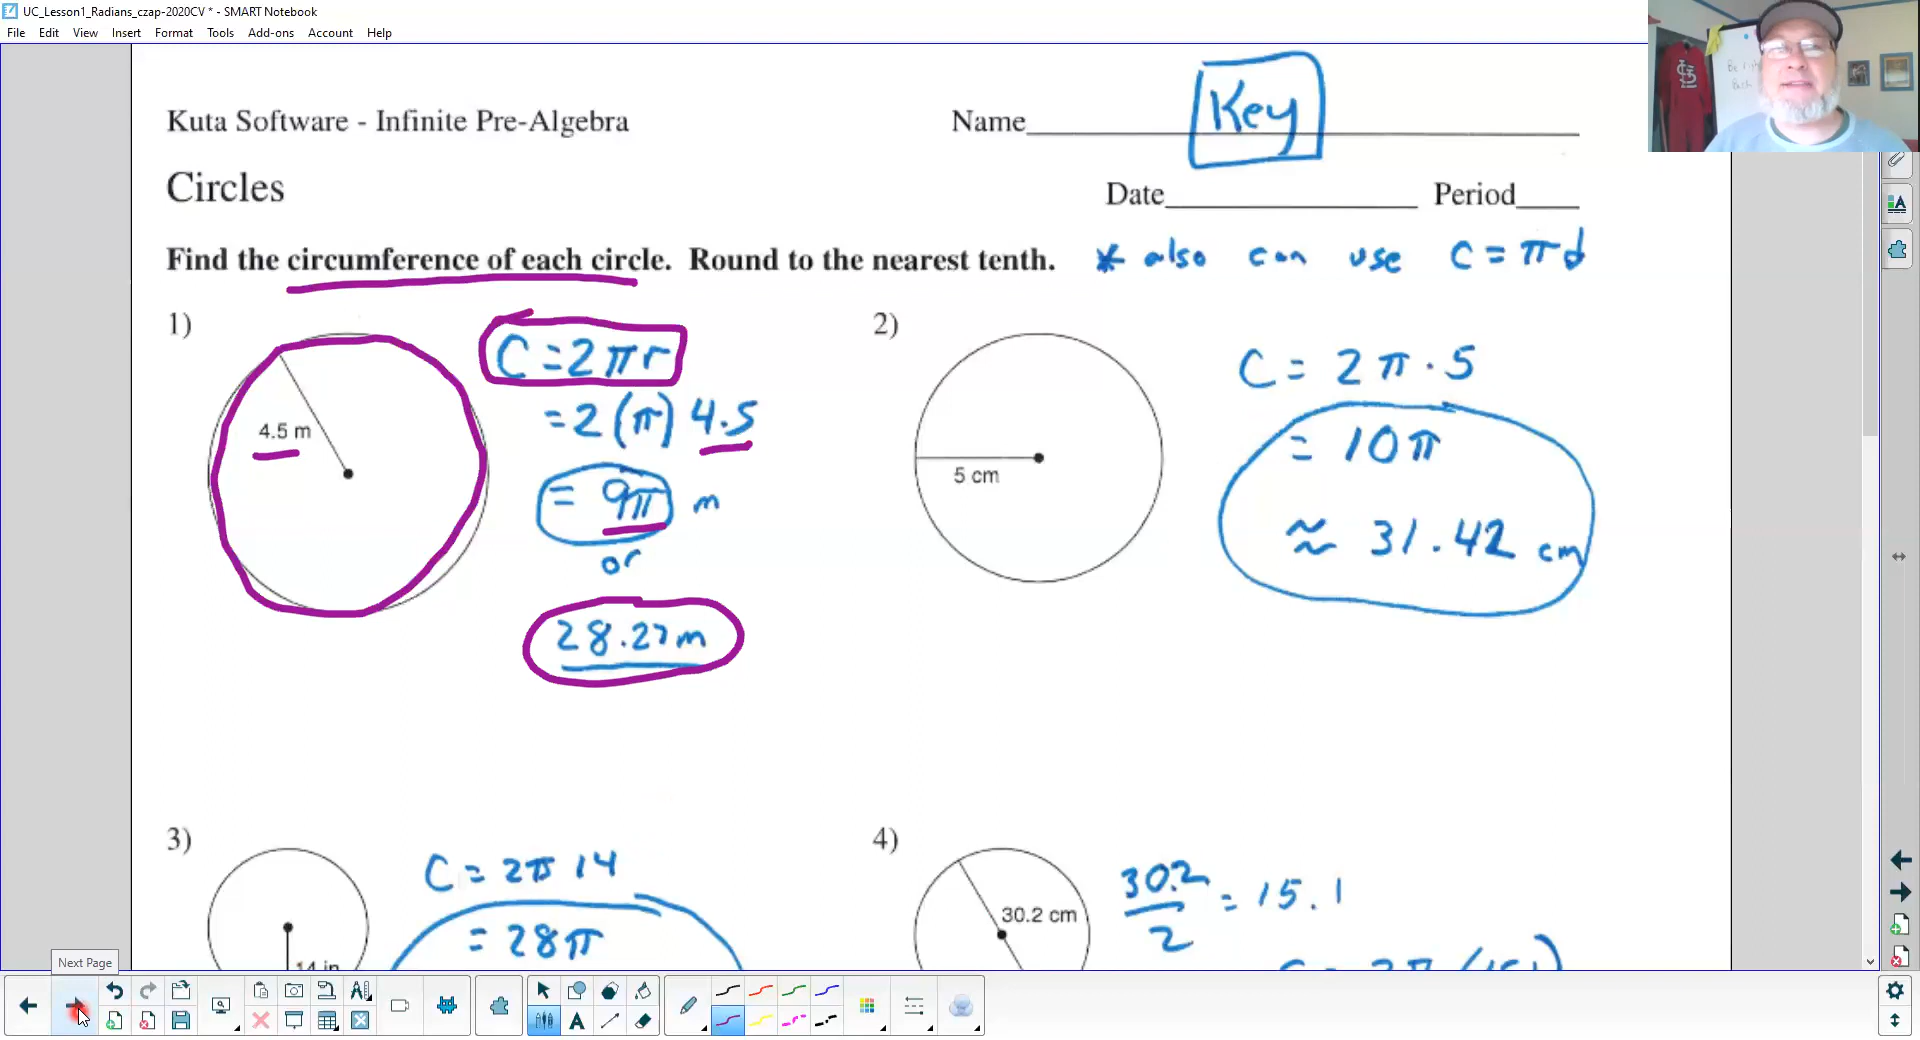 UC_Lesson1_Radians_czap-2020CV * - SMART Notebook
File Edit View Insert Format Tools Add-ons Account Help
Kuta Software - Infinite Pre-Algebra
Name
Key
Circles
Date Period
Find the circumference of each circle. Round to the nearest tenth.
* also can use C = πd
1)
4.5 m
C = 2πr
= 2(π) 4.5
= 9π m
or
28.27m
2)
5 cm
C = 2π · 5
= 10π
≈ 31.42 cm
3)
14 in
C = 2π 14
= 28π
4)
30.2 cm
30.2/2 = 15.1
Next Page